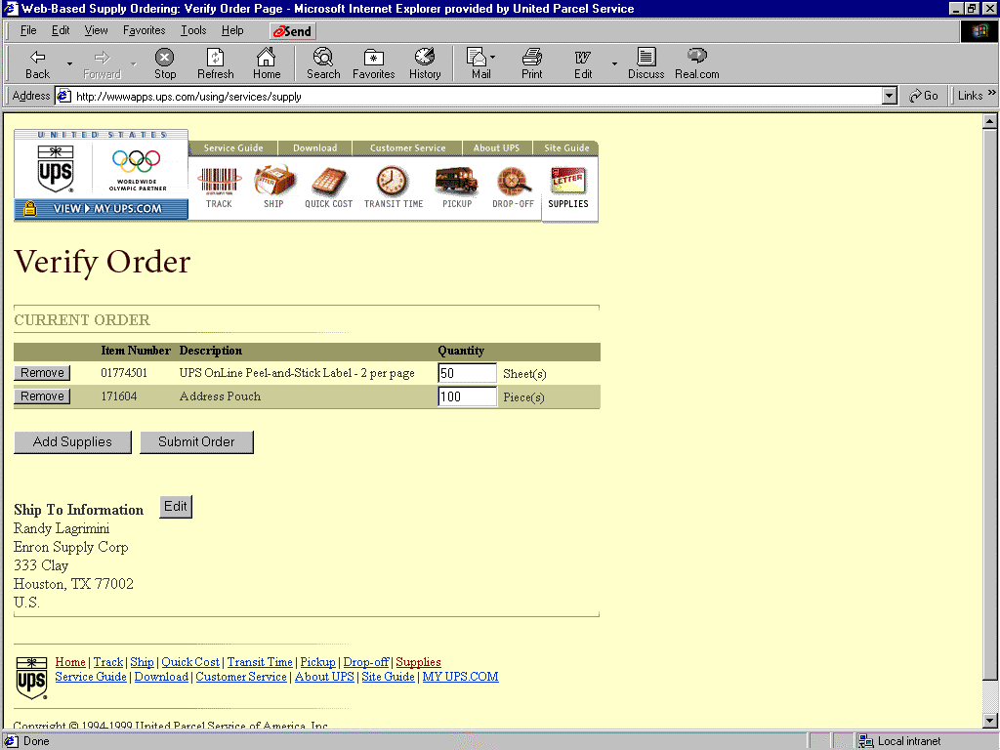 Web-Based Supply Ordering: Verify Order Page - Microsoft Internet Explorer provided by United Parcel Service
File Edit View Favorites Tools Help Send
Back Forward Stop Refresh Home Search Favorites History Mail Print Edit Discuss Real.com
Address http://wwwapps.ups.com/using/services/supply Go Links »
UNITED STATES
Service Guide Download Customer Service About UPS Site Guide
ups
WORLDWIDE
OLYMPIC PARTNER
LETTER
TRACK SHIP QUICK COST TRANSIT TIME PICKUP DROP-OFF SUPPLIES
VIEW MY UPS.COM
Verify Order
CURRENT ORDER
Item Number Description Quantity
Remove 01774501 UPS OnLine Peel-and-Stick Label - 2 per page 50 Sheet(s)
Remove 171604 Address Pouch 100 Piece(s)
Add Supplies Submit Order
Ship To Information Edit
Randy Lagrimini
Enron Supply Corp
333 Clay
Houston, TX 77002
U.S.
ups
Home | Track | Ship | Quick Cost | Transit Time | Pickup | Drop-off | Supplies
Service Guide | Download | Customer Service | About UPS | Site Guide | MY UPS.COM
Copyright © 1994-1999 United Parcel Service of America, Inc.
Done Local intranet